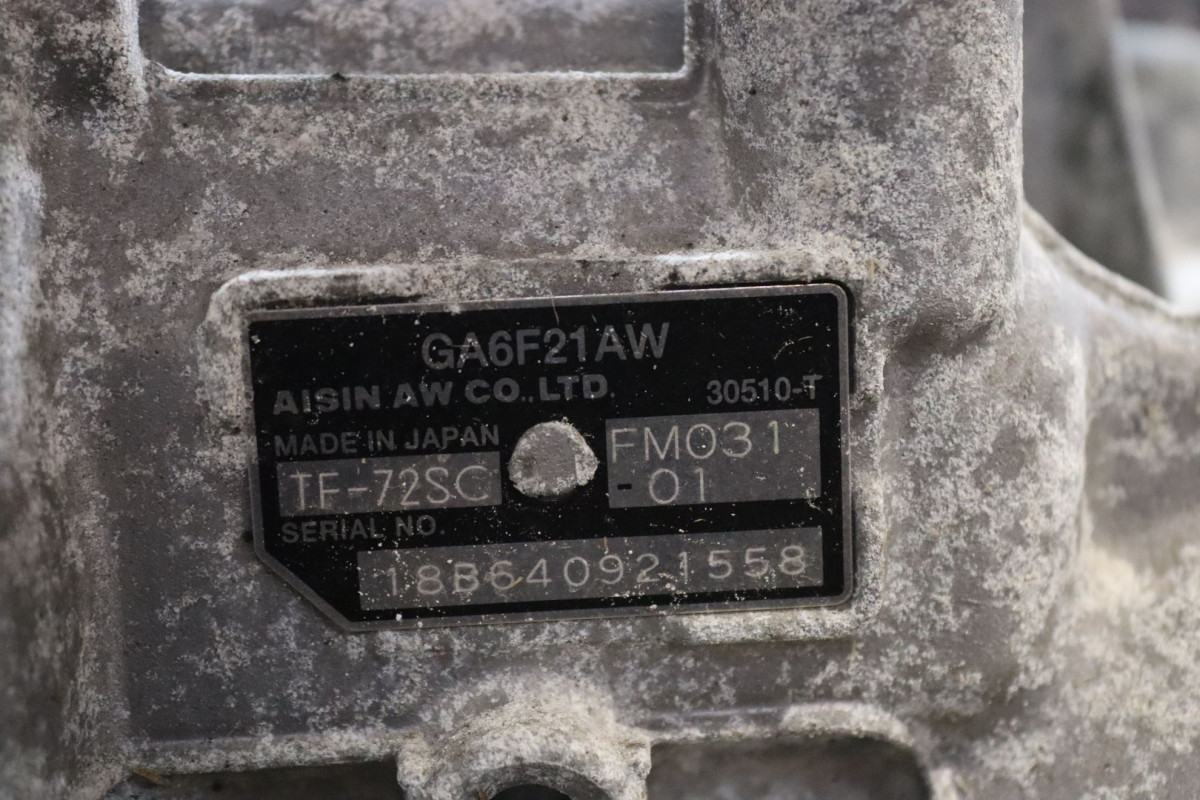 GA6F21AW
AISIN AW CO.,LTD.
30510-T
MADE IN JAPAN
FM031
TF-72SC
-01
SERIAL NO.
18B640921558